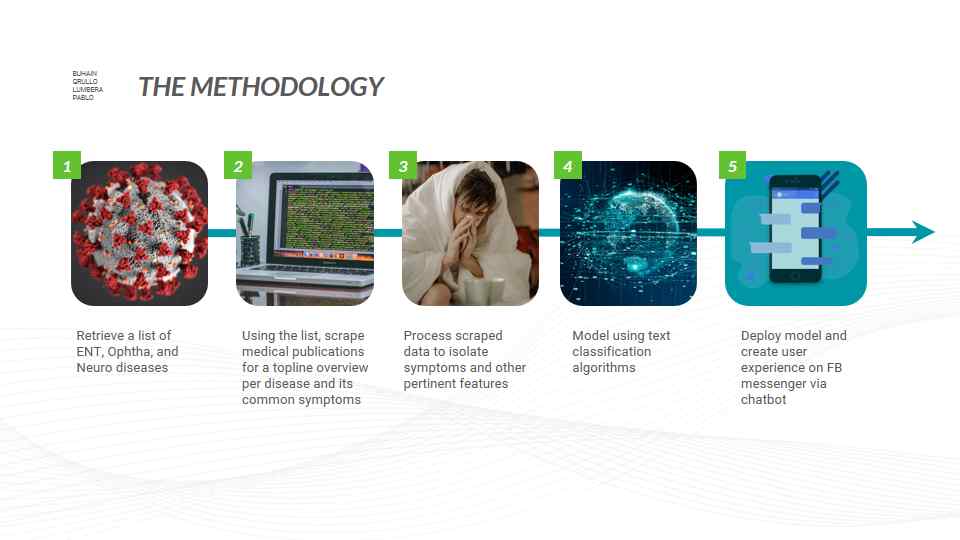 BUHAIN
GRULLO
LUMBERA
PABLO
THE METHODOLOGY
1
2
3
4
5
Retrieve a list of
ENT, Ophtha, and
Neuro diseases
Using the list, scrape
medical publications
for a topline overview
per disease and its
common symptoms
Process scraped
data to isolate
symptoms and other
pertinent features
Model using text
classification
algorithms
Deploy model and
create user
experience on FB
messenger via
chatbot